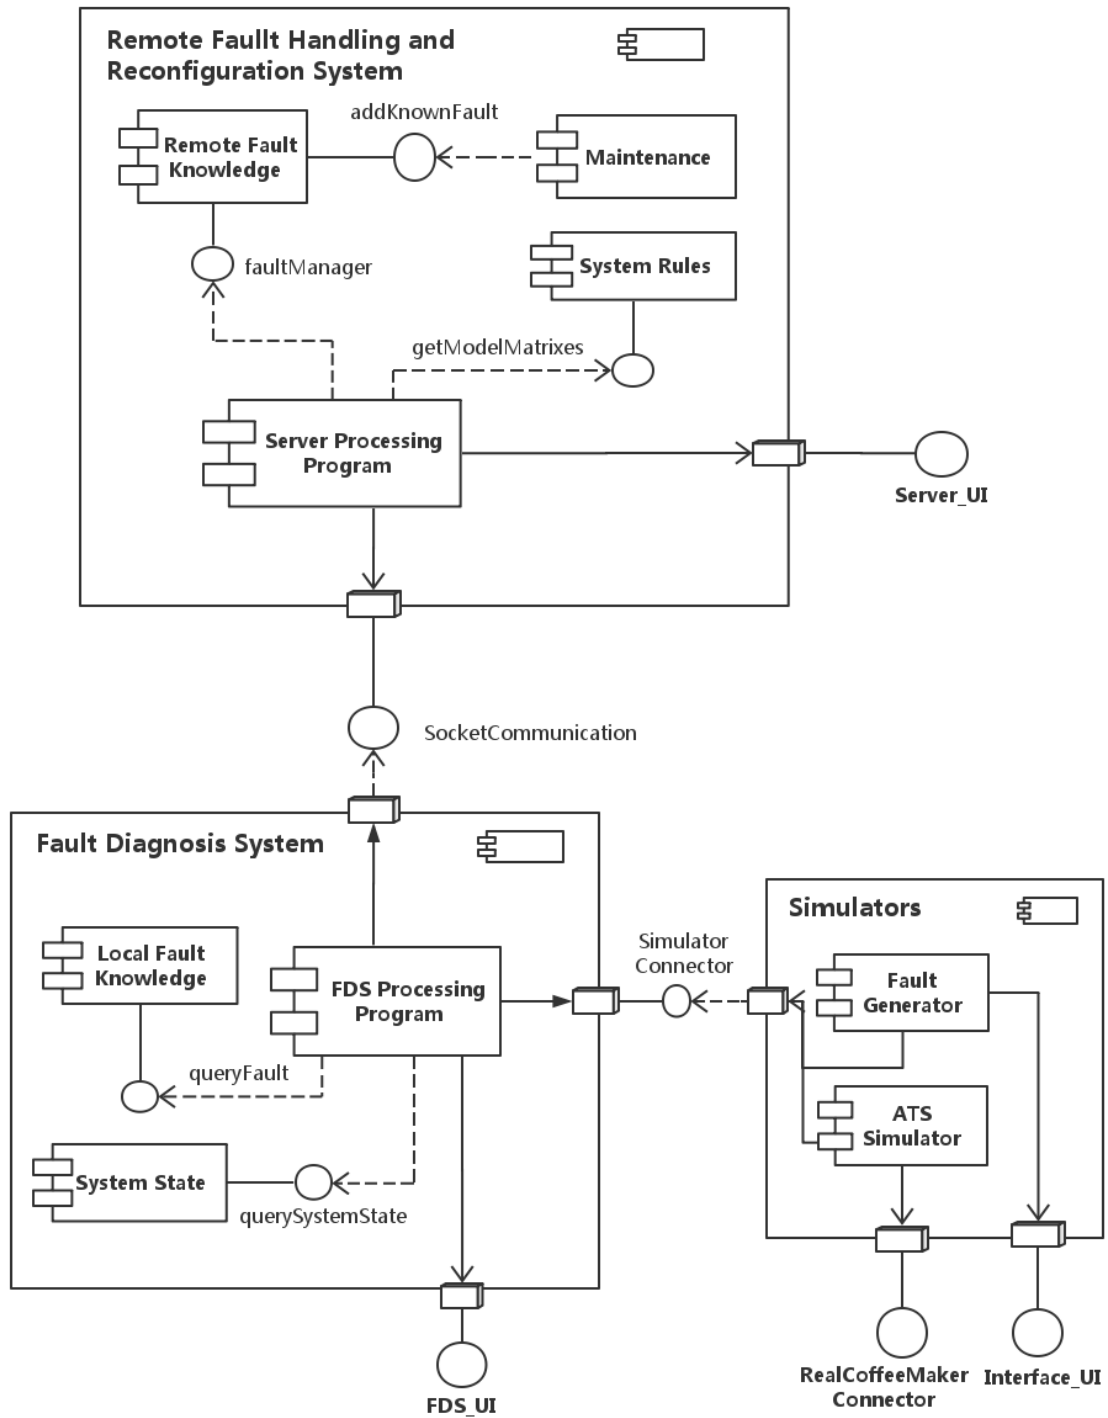 Remote Faullt Handling and
Reconfiguration System
addKnownFault
Remote Fault
Knowledge
Maintenance
faultManager
System Rules
getModelMatrixes
Server Processing
Program
Server_UI
SocketCommunication
Fault Diagnosis System
Local Fault
Knowledge
FDS Processing
Program
queryFault
System State
querySystemState
FDS_UI
Simulator
Connector
Simulators
Fault
Generator
ATS
Simulator
RealCoffeeMaker
Connector
Interface_UI